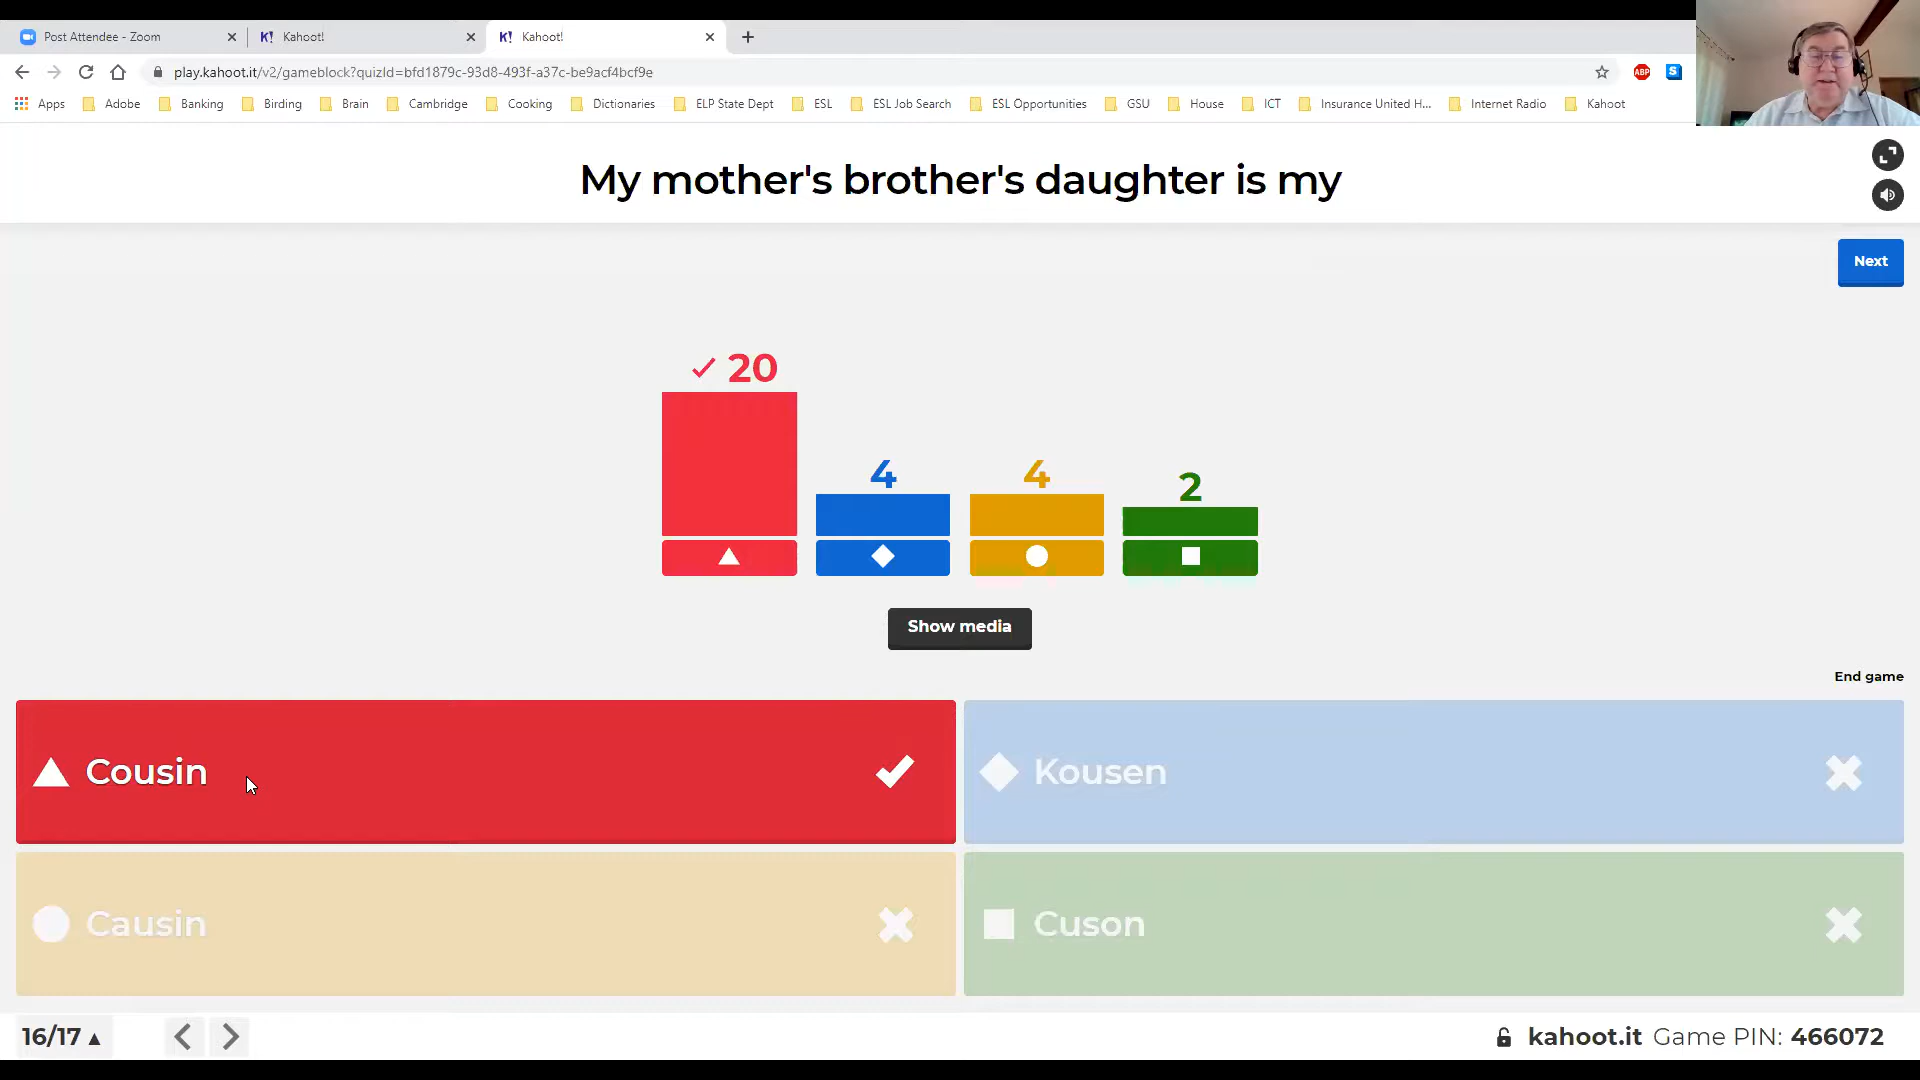 Post Attendee - Zoom
K! Kahoot!
K! Kahoot!
play.kahoot.it/v2/gameblock?quizId=bfd1879c-93d8-493f-a37c-be9acf4bcf9e
ABP
S
Apps Adobe Banking Birding Brain Cambridge Cooking Dictionaries ELP State Dept ESL ESL Job Search ESL Opportunities GSU House ICT Insurance United H... Internet Radio Kahoot
My mother's brother's daughter is my
Next
20
4
4
2
Show media
End game
Cousin
Kousen
Causin
Cuson
16/17
kahoot.it Game PIN: 466072